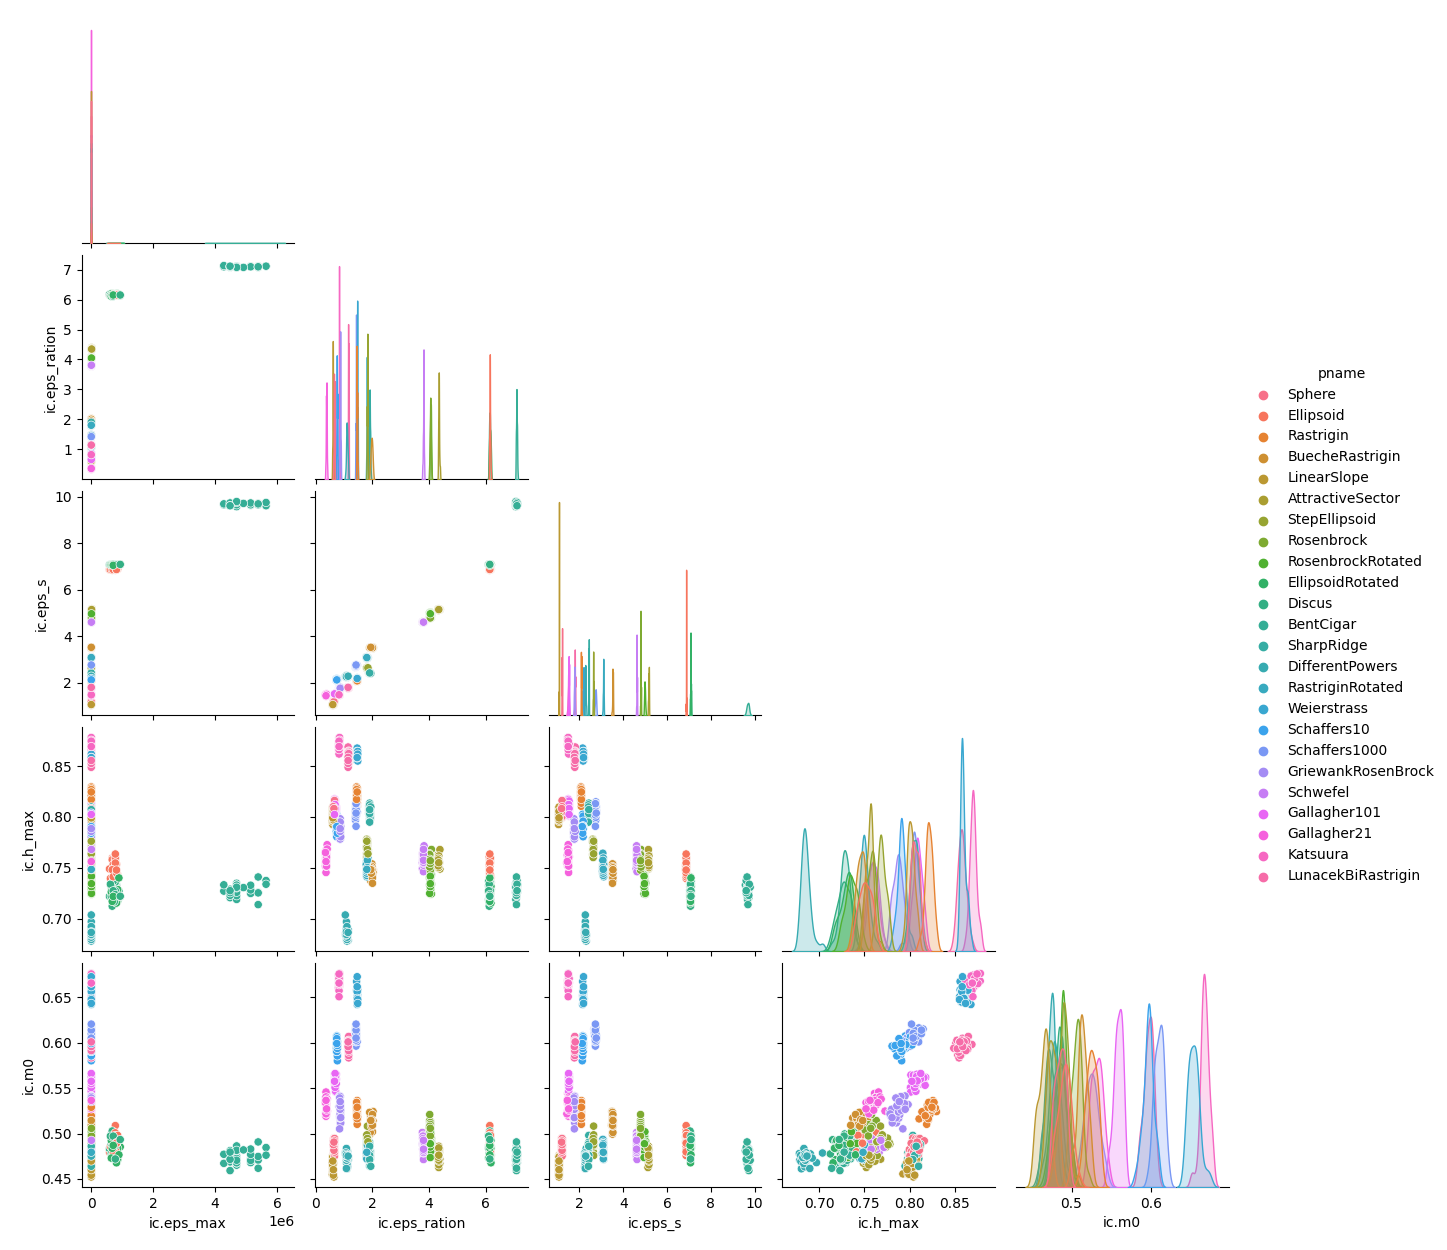 7
6
5
4
3
2
1
ic.eps_ration
10
8
6
4
2
ic.eps_s
0.85
0.80
0.75
0.70
ic.h_max
0.65
0.60
0.55
0.50
0.45
ic.m0
0 2 4 6
1e6
ic.eps_max
0 2 4 6
ic.eps_ration
2 4 6 8 10
ic.eps_s
0.70 0.75 0.80 0.85
ic.h_max
0.5 0.6
ic.m0
pname
Sphere
Ellipsoid
Rastrigin
BuecheRastrigin
LinearSlope
AttractiveSector
StepEllipsoid
Rosenbrock
RosenbrockRotated
EllipsoidRotated
Discus
BentCigar
SharpRidge
DifferentPowers
RastriginRotated
Weierstrass
Schaffers10
Schaffers1000
GriewankRosenBrock
Schwefel
Gallagher101
Gallagher21
Katsuura
LunacekBiRastrigin